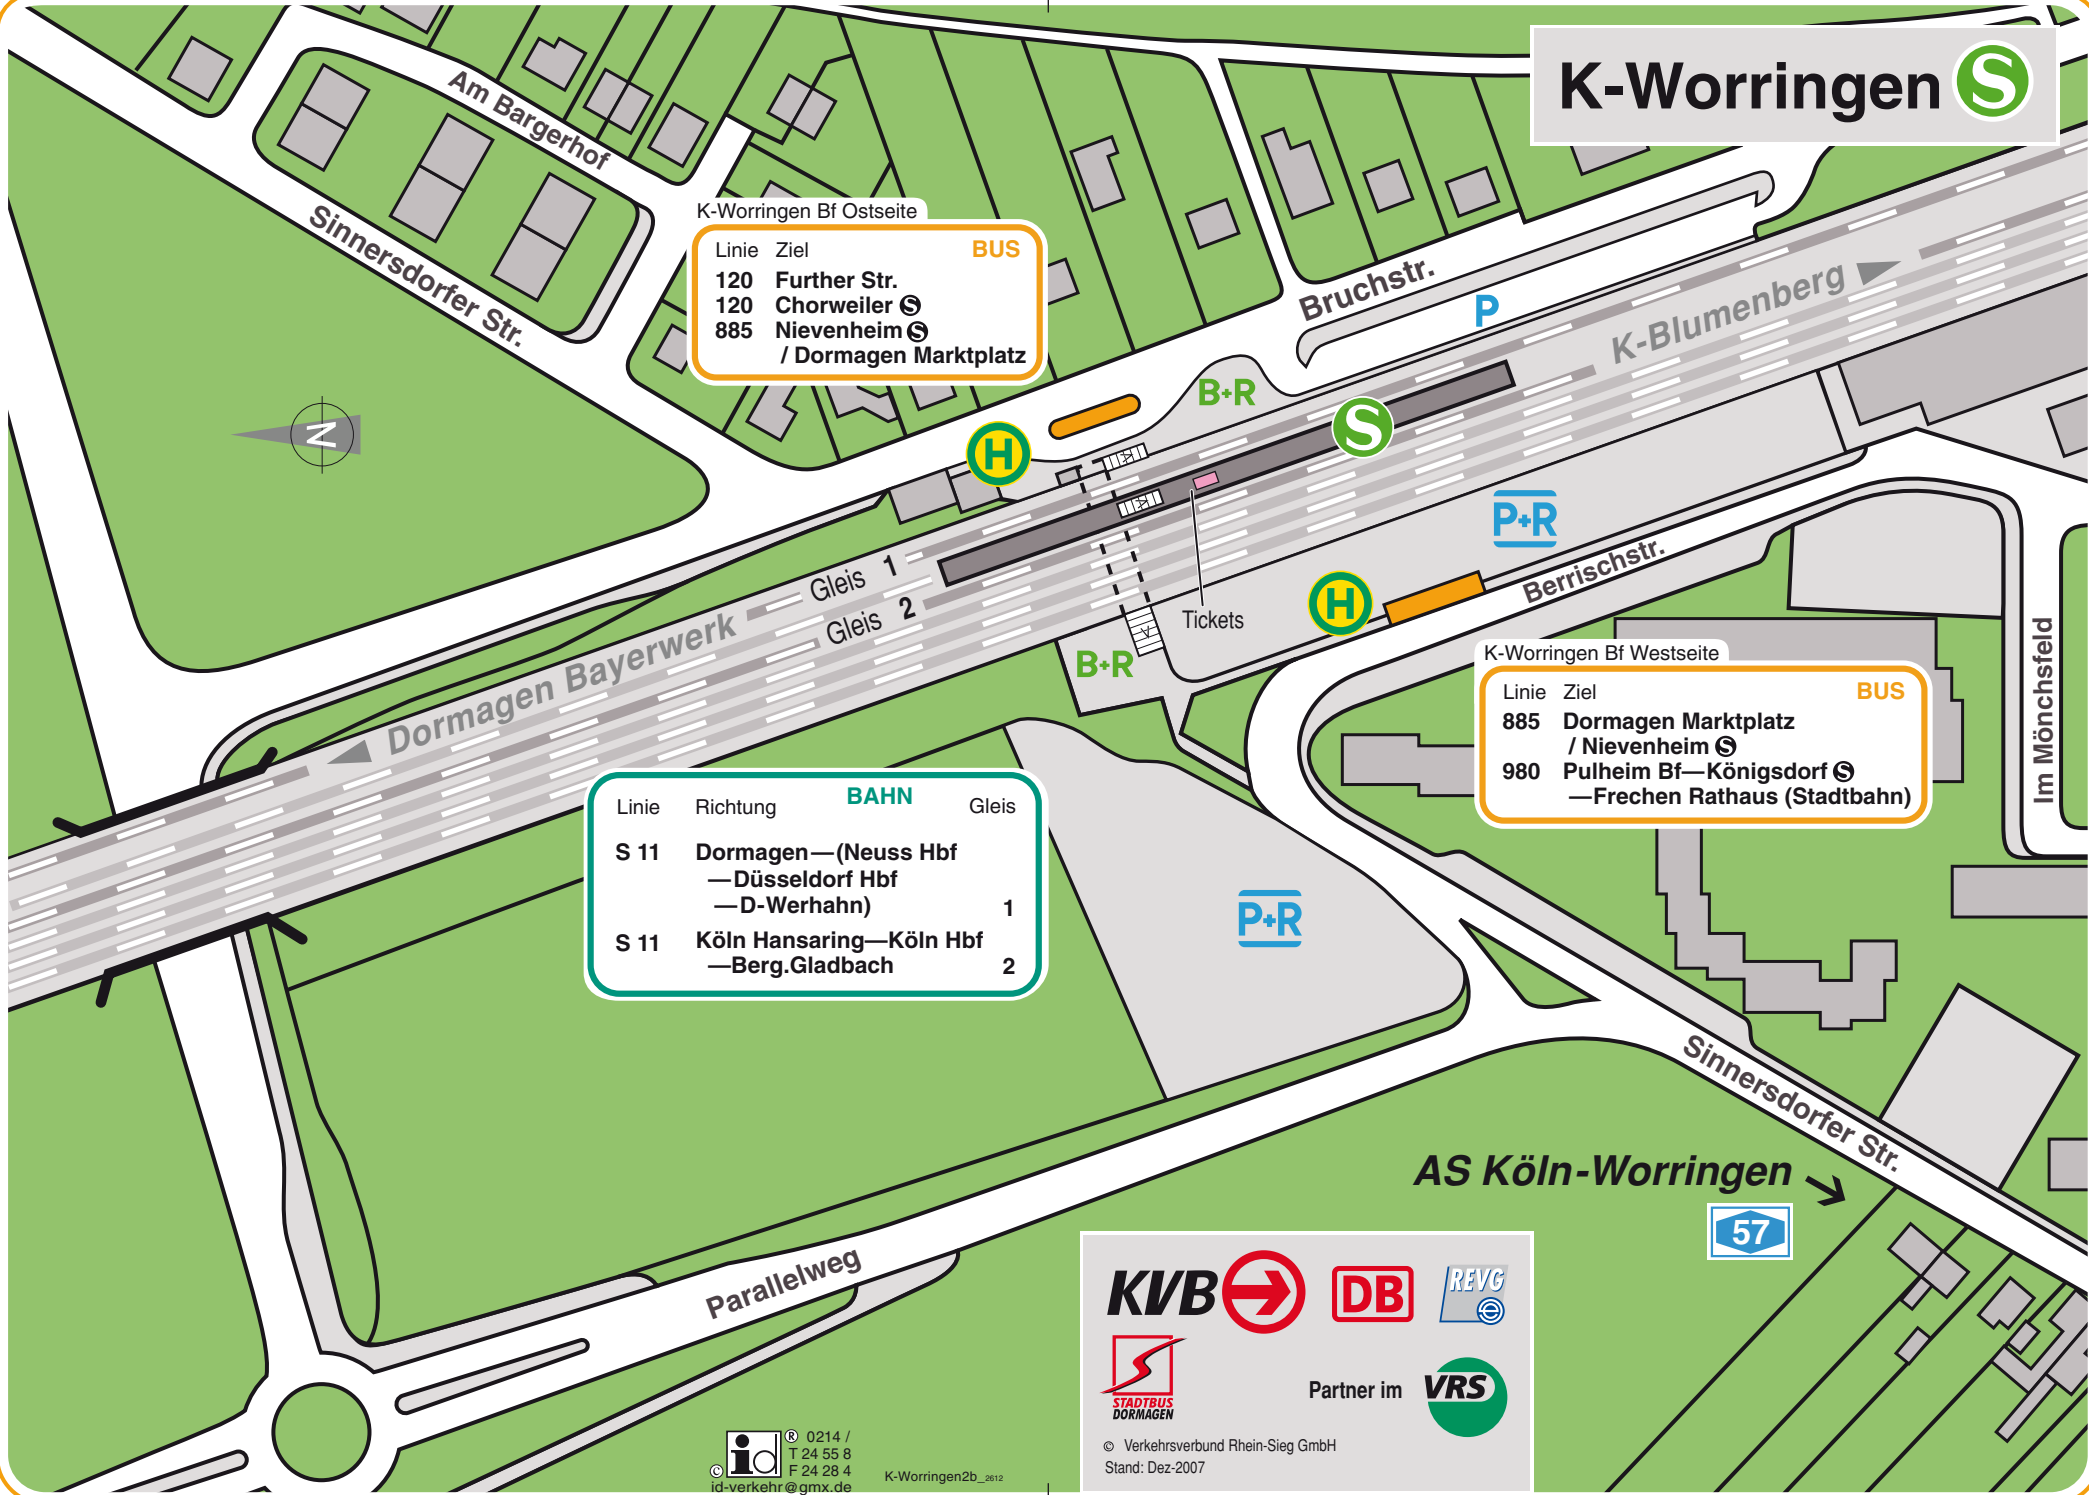 K-Worringen S
Am Bargerhof
Sinnersdorfer Str.
K-Worringen Bf Ostseite
Linie Ziel BUS
120 Further Str.
120 Chorweiler S
885 Nievenheim S
/ Dormagen Marktplatz
Bruchstr.
P
K-Blumenberg
B+R
N
H
S
P+R
Gleis 1
Gleis 2
Tickets
H
Berrischstr.
B+R
Dormagen Bayerwerk
Im Mönchsfeld
K-Worringen Bf Westseite
Linie Ziel BUS
885 Dormagen Marktplatz
/ Nievenheim S
980 Pulheim Bf—Königsdorf S
—Frechen Rathaus (Stadtbahn)
Linie Richtung BAHN Gleis
S 11 Dormagen—(Neuss Hbf
—Düsseldorf Hbf
—D-Werhahn) 1
S 11 Köln Hansaring—Köln Hbf
—Berg.Gladbach 2
P+R
Sinnersdorfer Str.
AS Köln-Worringen
57
Parallelweg
KVB DB REVG
STADTBUS
DORMAGEN
Partner im VRS
© Verkehrsverbund Rhein-Sieg GmbH
Stand: Dez-2007
© id ® 0214 /
T 24 55 8
F 24 28 4
id-verkehr@gmx.de
K-Worringen2b_2612